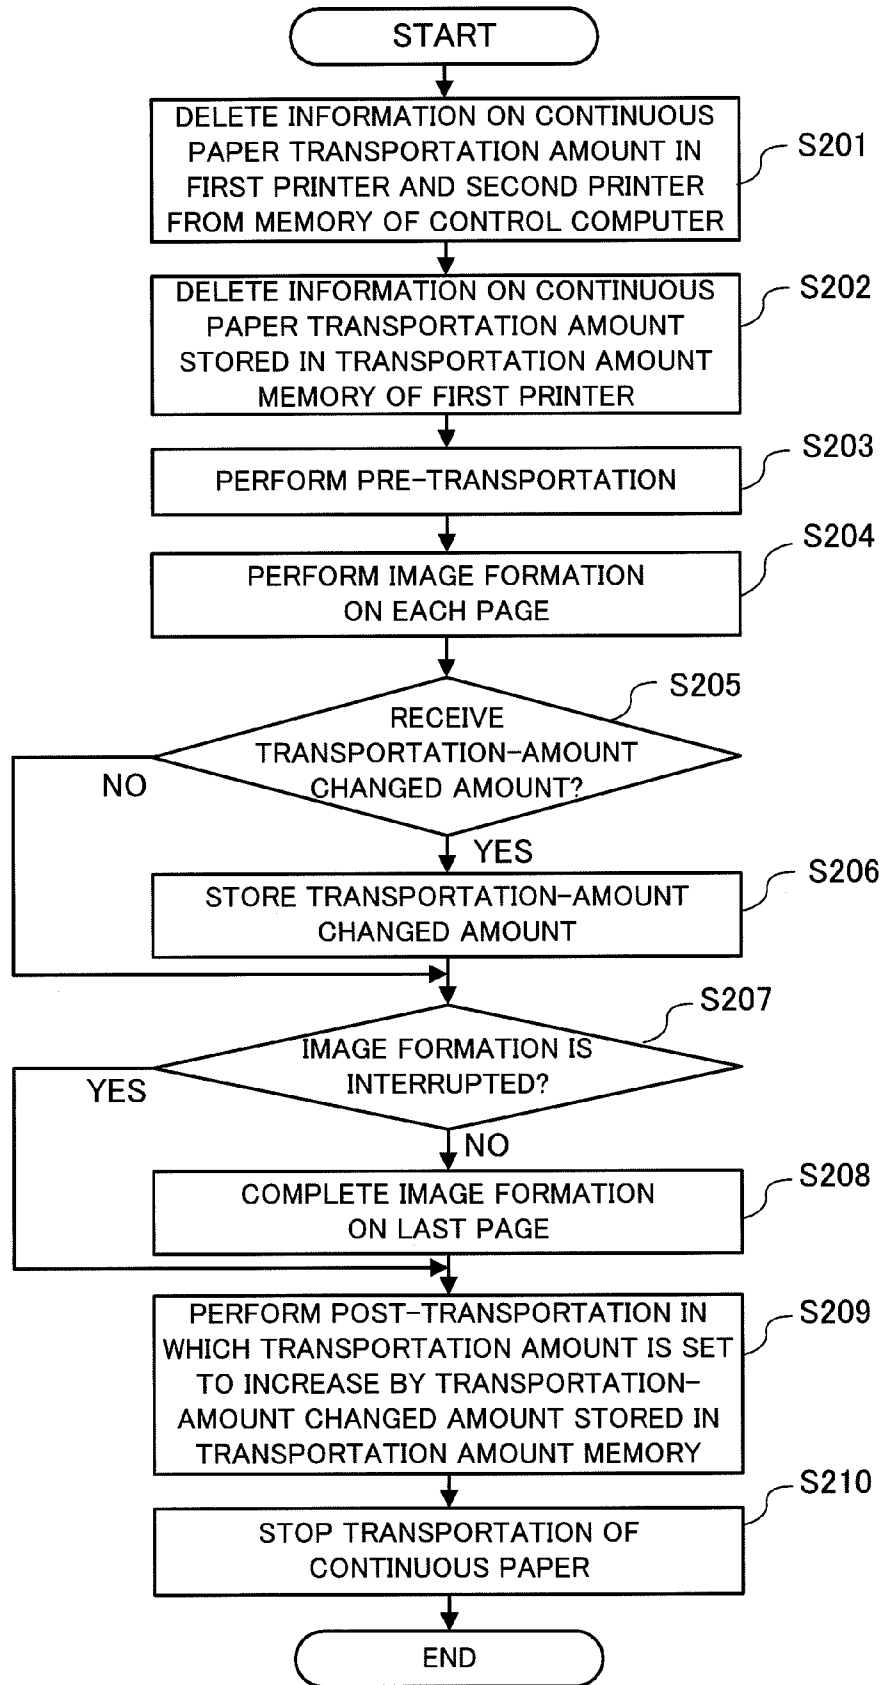 START
DELETE INFORMATION ON CONTINUOUS
PAPER TRANSPORTATION AMOUNT IN
FIRST PRINTER AND SECOND PRINTER
FROM MEMORY OF CONTROL COMPUTER
S201
DELETE INFORMATION ON CONTINUOUS
PAPER TRANSPORTATION AMOUNT
STORED IN TRANSPORTATION AMOUNT
MEMORY OF FIRST PRINTER
S202
PERFORM PRE-TRANSPORTATION
S203
PERFORM IMAGE FORMATION
ON EACH PAGE
S204
RECEIVE
TRANSPORTATION-AMOUNT
CHANGED AMOUNT?
S205
NO
YES
STORE TRANSPORTATION-AMOUNT
CHANGED AMOUNT
S206
IMAGE FORMATION IS
INTERRUPTED?
S207
YES
NO
COMPLETE IMAGE FORMATION
ON LAST PAGE
S208
PERFORM POST-TRANSPORTATION IN
WHICH TRANSPORTATION AMOUNT IS SET
TO INCREASE BY TRANSPORTATION-
AMOUNT CHANGED AMOUNT STORED IN
TRANSPORTATION AMOUNT MEMORY
S209
STOP TRANSPORTATION OF
CONTINUOUS PAPER
S210
END